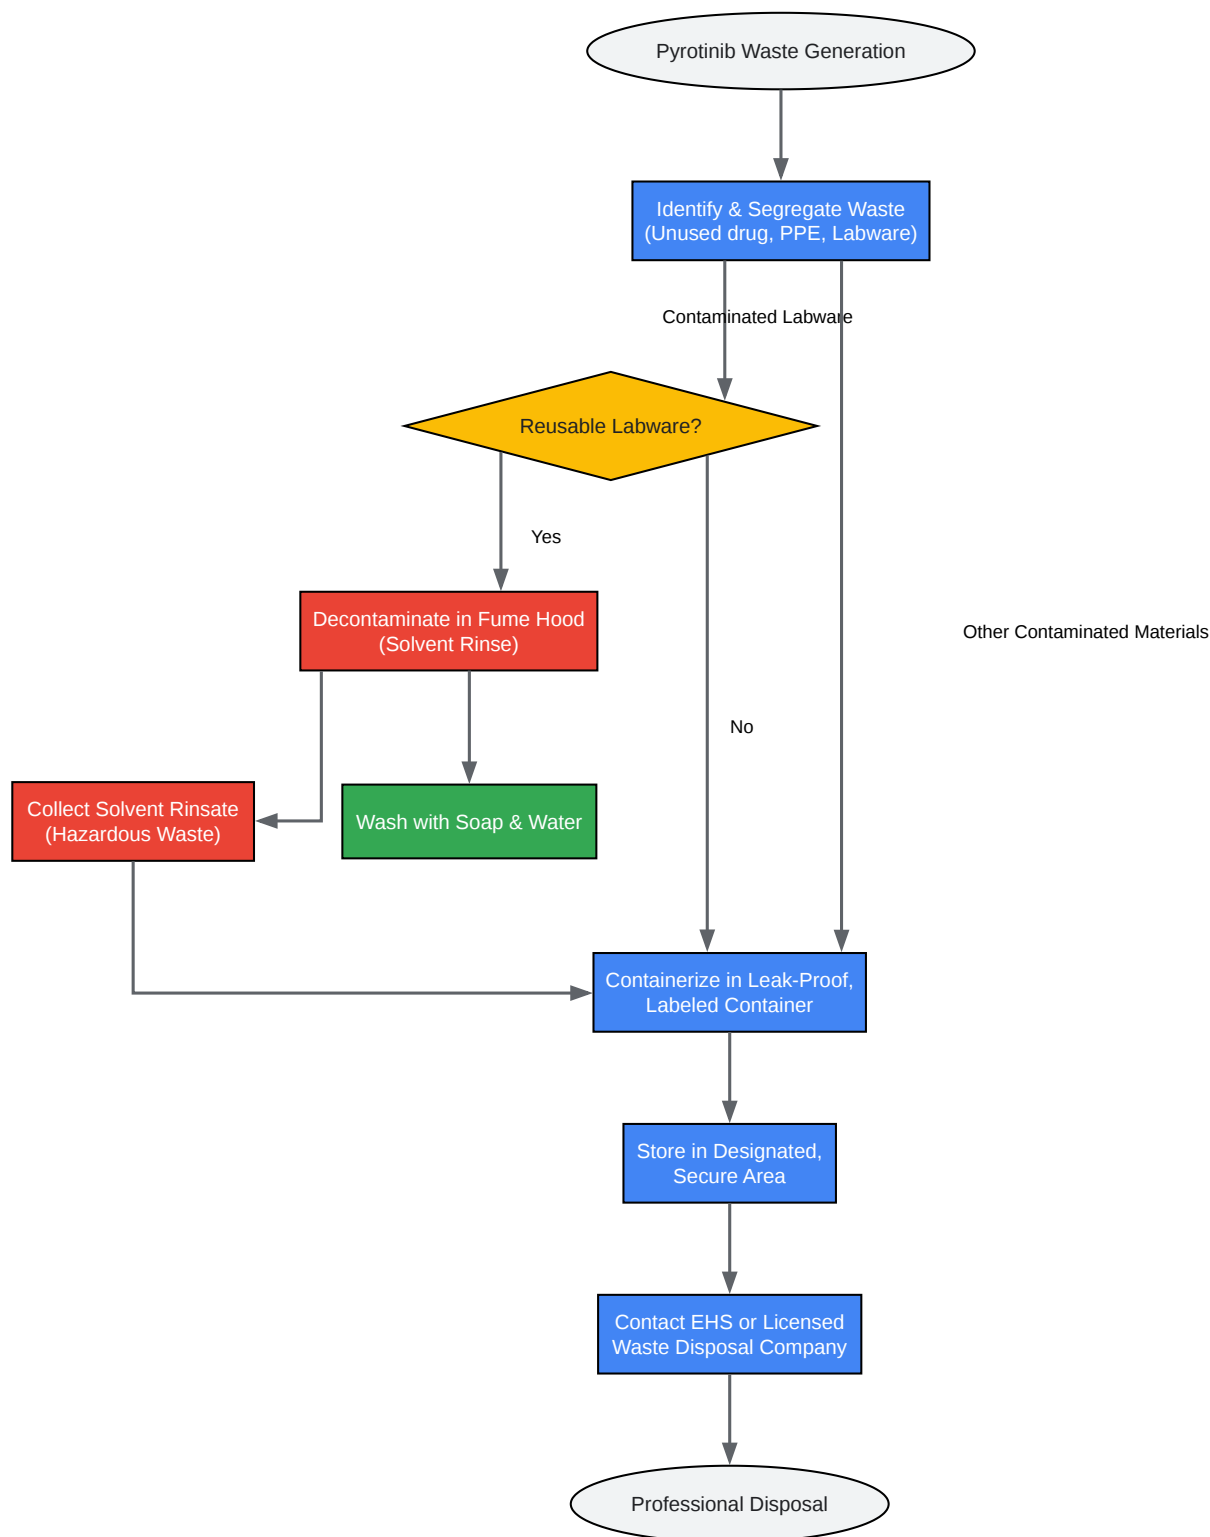 Pyrotinib Waste Generation
Identify & Segregate Waste
(Unused drug, PPE, Labware)
Contaminated Labware
Reusable Labware?
Yes
Decontaminate in Fume Hood
(Solvent Rinse)
Other Contaminated Materials
No
Collect Solvent Rinsate
(Hazardous Waste)
Wash with Soap & Water
Containerize in Leak-Proof,
Labeled Container
Store in Designated,
Secure Area
Contact EHS or Licensed
Waste Disposal Company
Professional Disposal